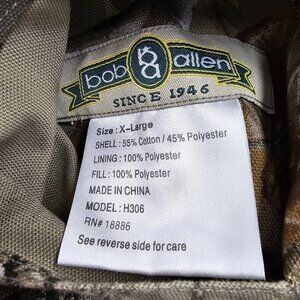 bob allen
SINCE 1946
Size : X-Large
SHELL : 55% Cotton / 45% Polyester
LINING : 100% Polyester
FILL : 100% Polyester
MADE IN CHINA
MODEL : H306
RN# 18886
See reverse side for care